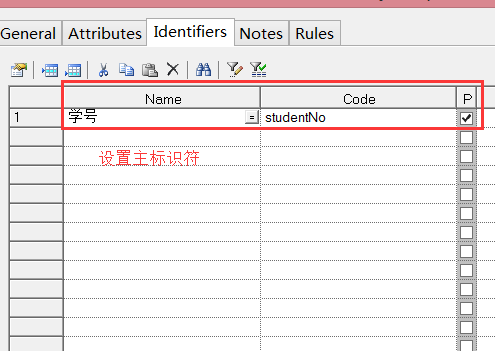 General Attributes Identifiers Notes Rules
Name Code P
1 学号 = studentNo
设置主标识符